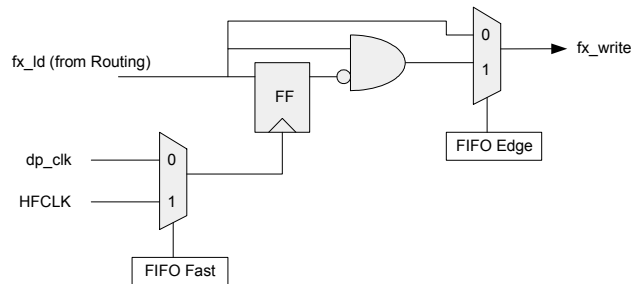 0
fx_write
fx_ld (from Routing)
1
FF
FIFO Edge
dp_clk
0
HFCLK
1
FIFO Fast